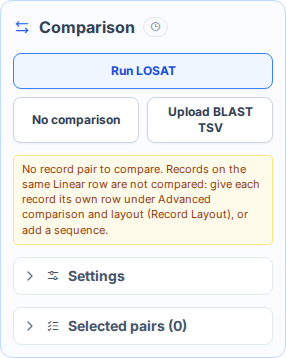 Comparison
Run LOSAT
No comparison
Upload BLAST
TSV
No record pair to compare. Records on the
same Linear row are not compared: give each
record its own row under Advanced
comparison and layout (Record Layout), or
add a sequence.
Settings
Selected pairs (0)